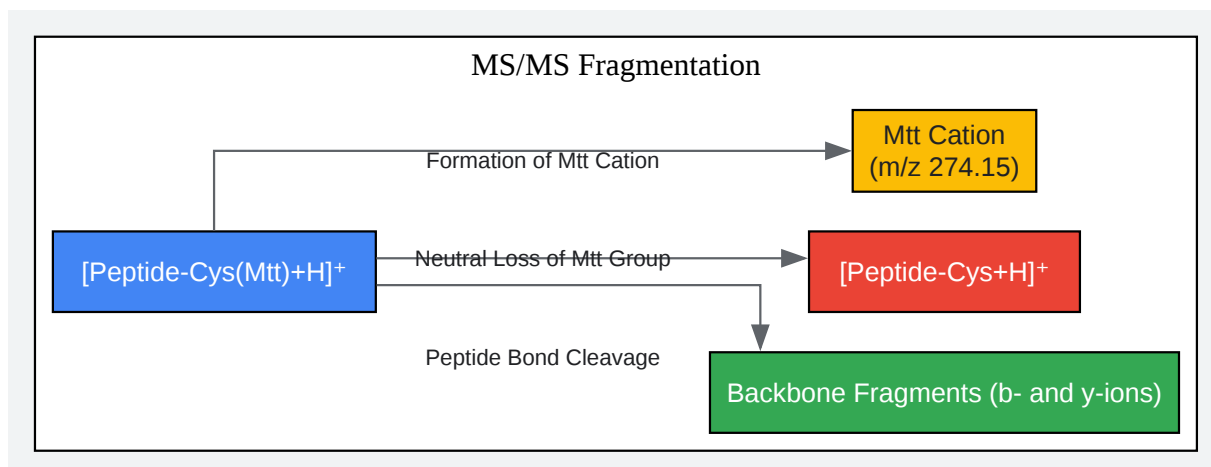 MS/MS Fragmentation
Mtt Cation
(m/z 274.15)
Formation of Mtt Cation
[Peptide-Cys(Mtt)+H]⁺
Neutral Loss of Mtt Group
[Peptide-Cys+H]⁺
Peptide Bond Cleavage
Backbone Fragments (b- and y-ions)